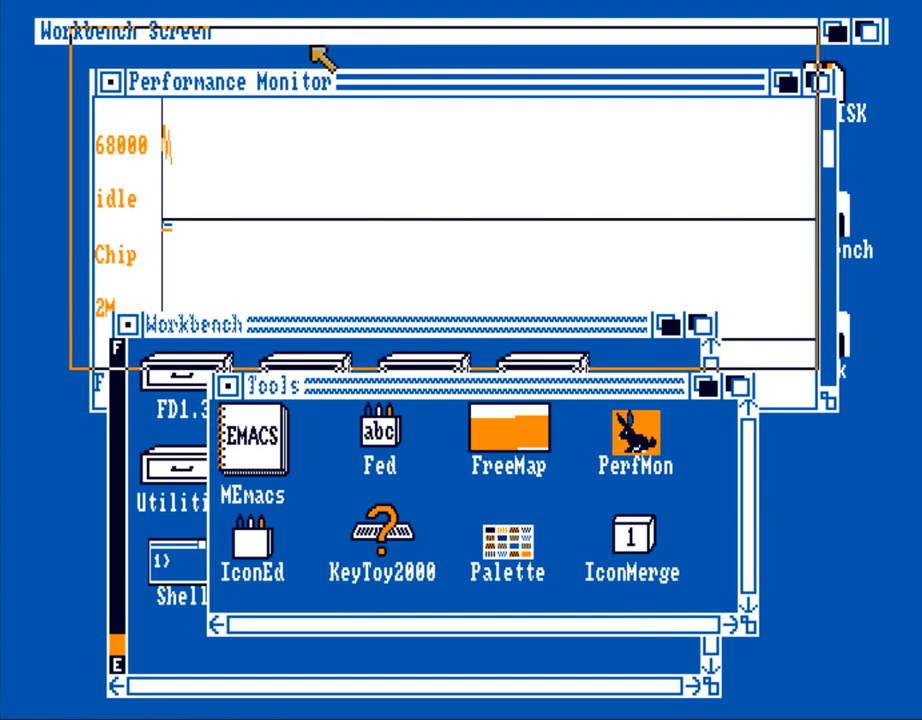 Workbench Screen
Performance Monitor
ISK
68000
idle
Chip
2M
nch
Workbench
F
k
F
Tools
FD1.3
EMACS
abc
Fed
FreeMap
PerfMon
MEmacs
Utiliti
1
IconEd
KeyToy2000
Palette
IconMerge
1>
Shell
E